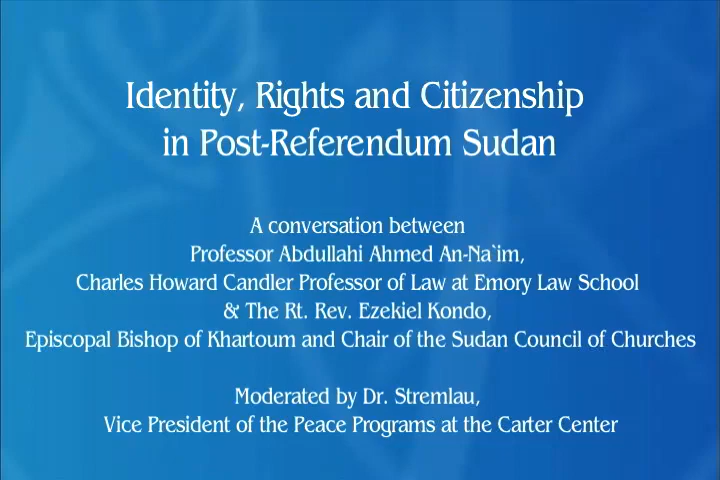 Identity, Rights and Citizenship
in Post-Referendum Sudan
A conversation between
Professor Abdullahi Ahmed An-Na`im,
Charles Howard Candler Professor of Law at Emory Law School
& The Rt. Rev. Ezekiel Kondo,
Episcopal Bishop of Khartoum and Chair of the Sudan Council of Churches
Moderated by Dr. Stremlau,
Vice President of the Peace Programs at the Carter Center